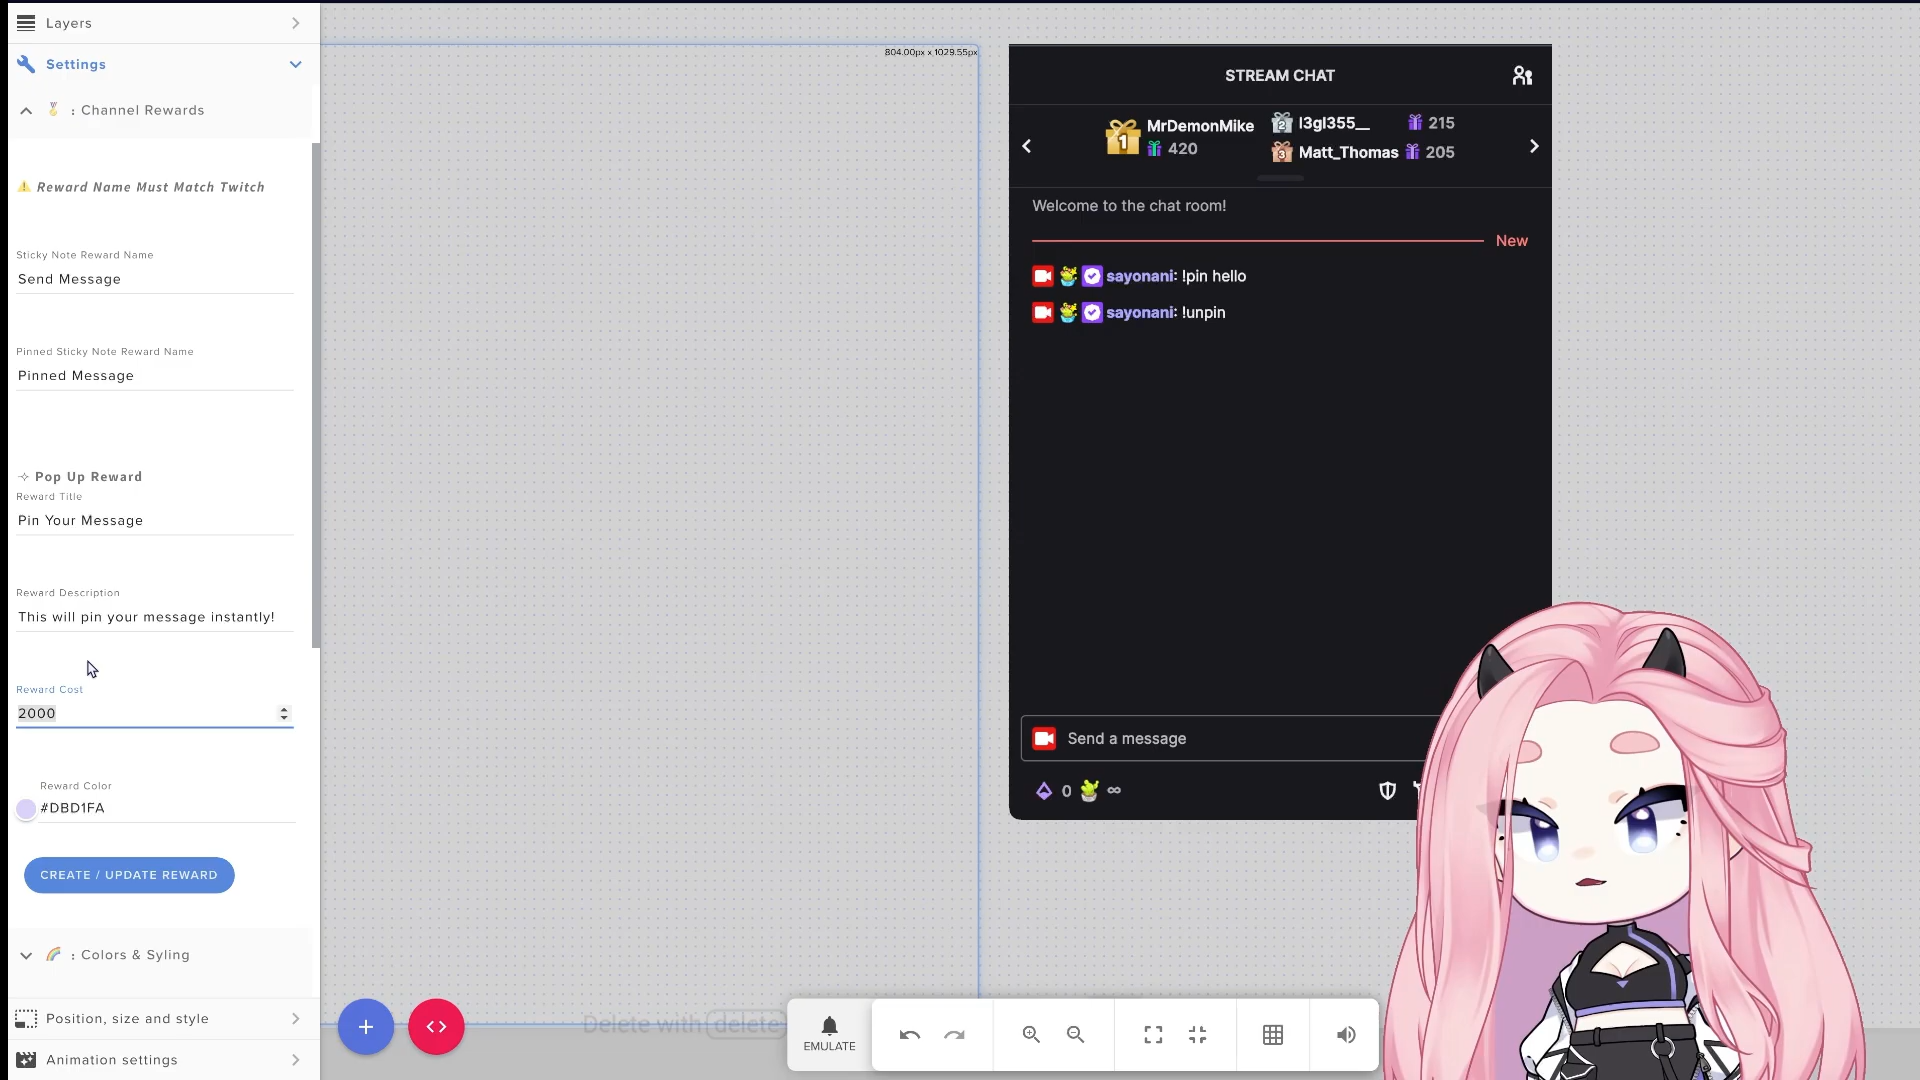 Layers
Settings
: Channel Rewards
Reward Name Must Match Twitch
Sticky Note Reward Name
Send Message
Pinned Sticky Note Reward Name
Pinned Message
Pop Up Reward
Reward Title
Pin Your Message
Reward Description
This will pin your message instantly!
Reward Cost
2000
Reward Color
#DBD1FA
CREATE / UPDATE REWARD
: Colors & Syling
Position, size and style
Animation settings
804.00px x 1029.55px
Delete with delete
EMULATE
STREAM CHAT
1 MrDemonMike
420
2 l3gl355__ 215
3 Matt_Thomas 205
Welcome to the chat room!
New
sayonani: !pin hello
sayonani: !unpin
Send a message
0 ∞